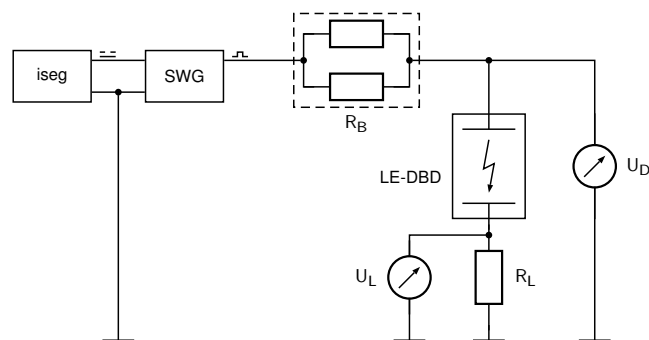 iseg
SWG
R_B
LE-DBD
U_D
U_L
R_L